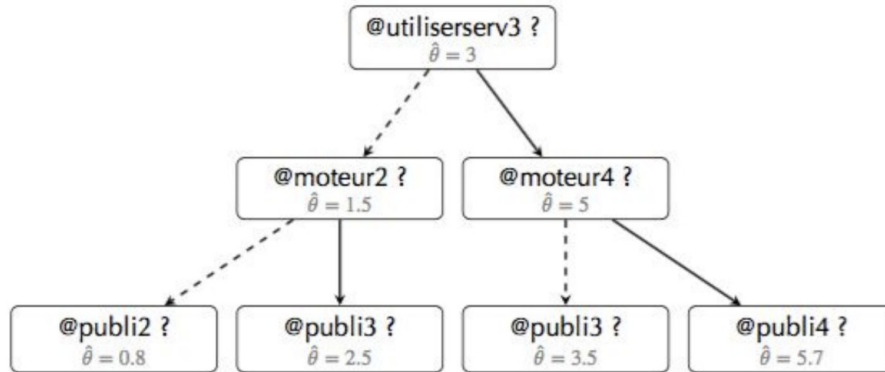 @utiliserserv3 ?
θ̂ = 3
@moteur2 ?
θ̂ = 1.5
@moteur4 ?
θ̂ = 5
@publi2 ?
θ̂ = 0.8
@publi3 ?
θ̂ = 2.5
@publi3 ?
θ̂ = 3.5
@publi4 ?
θ̂ = 5.7